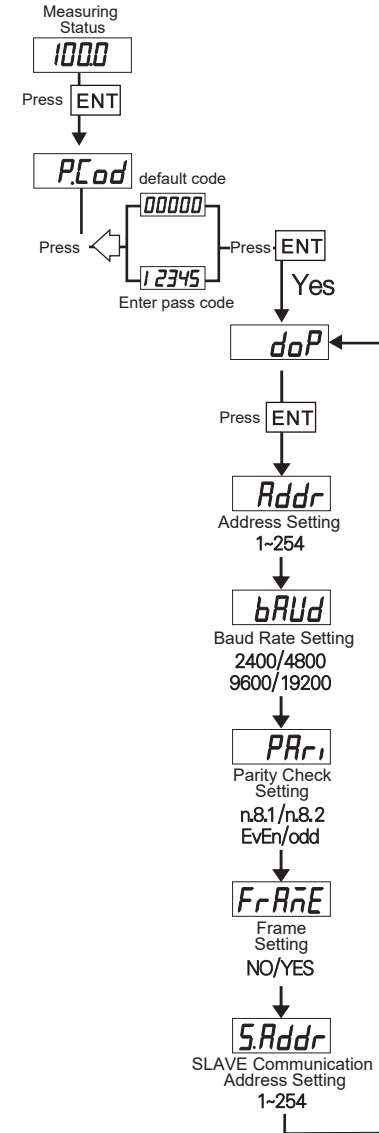 Measuring
Status
100.0
Press ENT
P.Cod
default code
00000
Press
Press ENT
12345
Enter pass code
Yes
doP
Press ENT
Addr
Address Setting
1~254
bAUd
Baud Rate Setting
2400/4800
9600/19200
PAri
Parity Check
Setting
n.8.1/n.8.2
EvEn/odd
FrAmE
Frame
Setting
NO/YES
S.Addr
SLAVE Communication
Address Setting
1~254